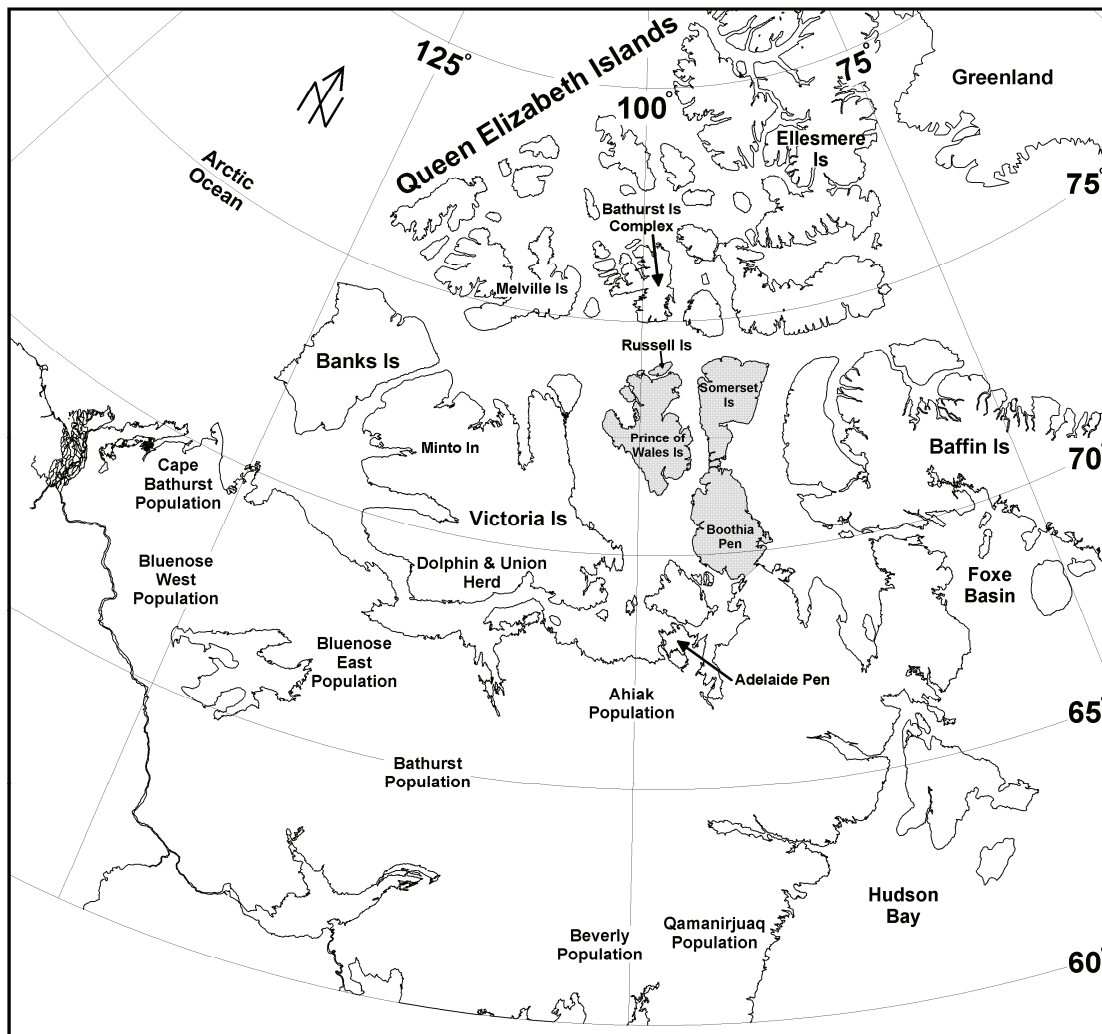 125°
75°
100°
Queen Elizabeth Islands
Greenland
Ellesmere
Is
Arctic
Ocean
75°
Bathurst Is
Complex
Melville Is
Russell Is
Banks Is
Somerset
Is
Minto In
Prince of
Wales Is
Baffin Is
70°
Cape
Bathurst
Population
Victoria Is
Boothia
Pen
Bluenose
West
Population
Dolphin & Union
Herd
Foxe
Basin
Bluenose
East
Population
Adelaide Pen
Ahiak
Population
65°
Bathurst
Population
Hudson
Bay
Qamanirjuaq
Population
Beverly
Population
60°
N